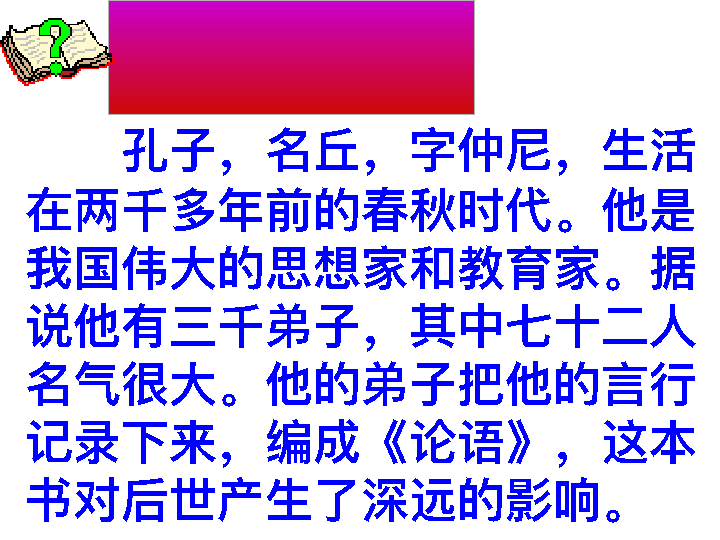 孔子，名丘，字仲尼，生活
在两千多年前的春秋时代。他是
我国伟大的思想家和教育家。据
说他有三千弟子，其中七十二人
名气很大。他的弟子把他的言行
记录下来，编成《论语》，这本
书对后世产生了深远的影响。